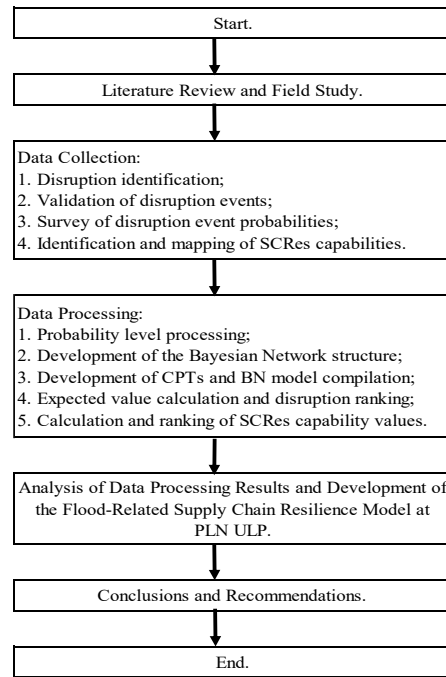 Start.
Literature Review and Field Study.
Data Collection:
1. Disruption identification;
2. Validation of disruption events;
3. Survey of disruption event probabilities;
4. Identification and mapping of SCRes capabilities.
Data Processing:
1. Probability level processing;
2. Development of the Bayesian Network structure;
3. Development of CPTs and BN model compilation;
4. Expected value calculation and disruption ranking;
5. Calculation and ranking of SCRes capability values.
Analysis of Data Processing Results and Development of
the Flood-Related Supply Chain Resilience Model at
PLN ULP.
Conclusions and Recommendations.
End.